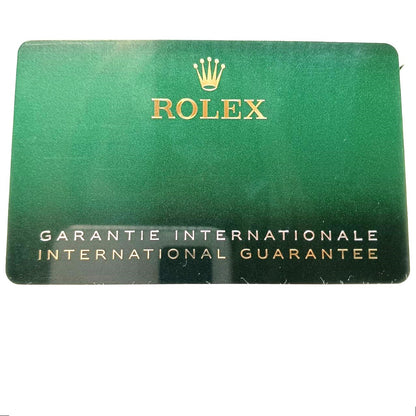 ROLEX
GARANTIE INTERNATIONALE
INTERNATIONAL GUARANTEE